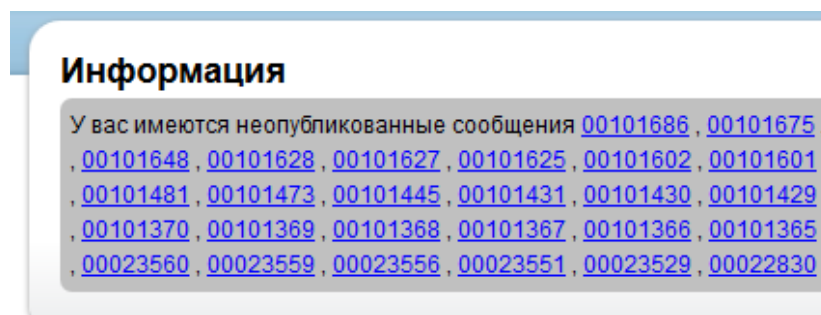 Информация
У вас имеются неопубликованные сообщения 00101686 , 00101675
, 00101648 , 00101628 , 00101627 , 00101625 , 00101602 , 00101601
, 00101481 , 00101473 , 00101445 , 00101431 , 00101430 , 00101429
, 00101370 , 00101369 , 00101368 , 00101367 , 00101366 , 00101365
, 00023560 , 00023559 , 00023556 , 00023551 , 00023529 , 00022830